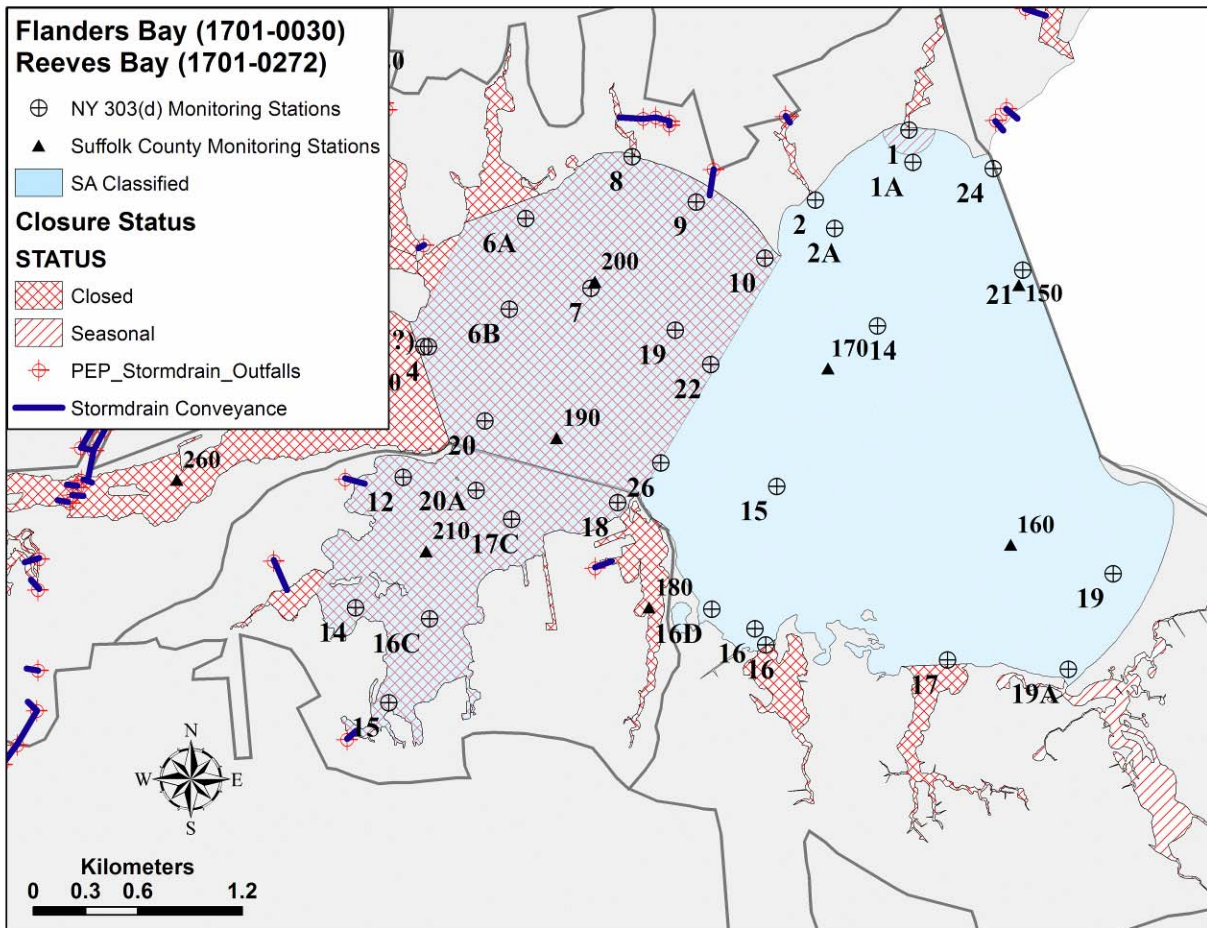 Flanders Bay (1701-0030)
Reeves Bay (1701-0272)
NY 303(d) Monitoring Stations
Suffolk County Monitoring Stations
SA Classified
Closure Status
STATUS
Closed
Seasonal
PEP_Stormdrain_Outfalls
Stormdrain Conveyance
0
?)
0
1
1A
24
8
9
2
2A
6A
200
10
7
21
150
6B
19
14
170
4
22
190
20
260
12
20A
26
18
15
17C
210
160
19
14
16C
180
16D
16
16
17
19A
15
N
W
E
S
Kilometers
0 0.3 0.6 1.2